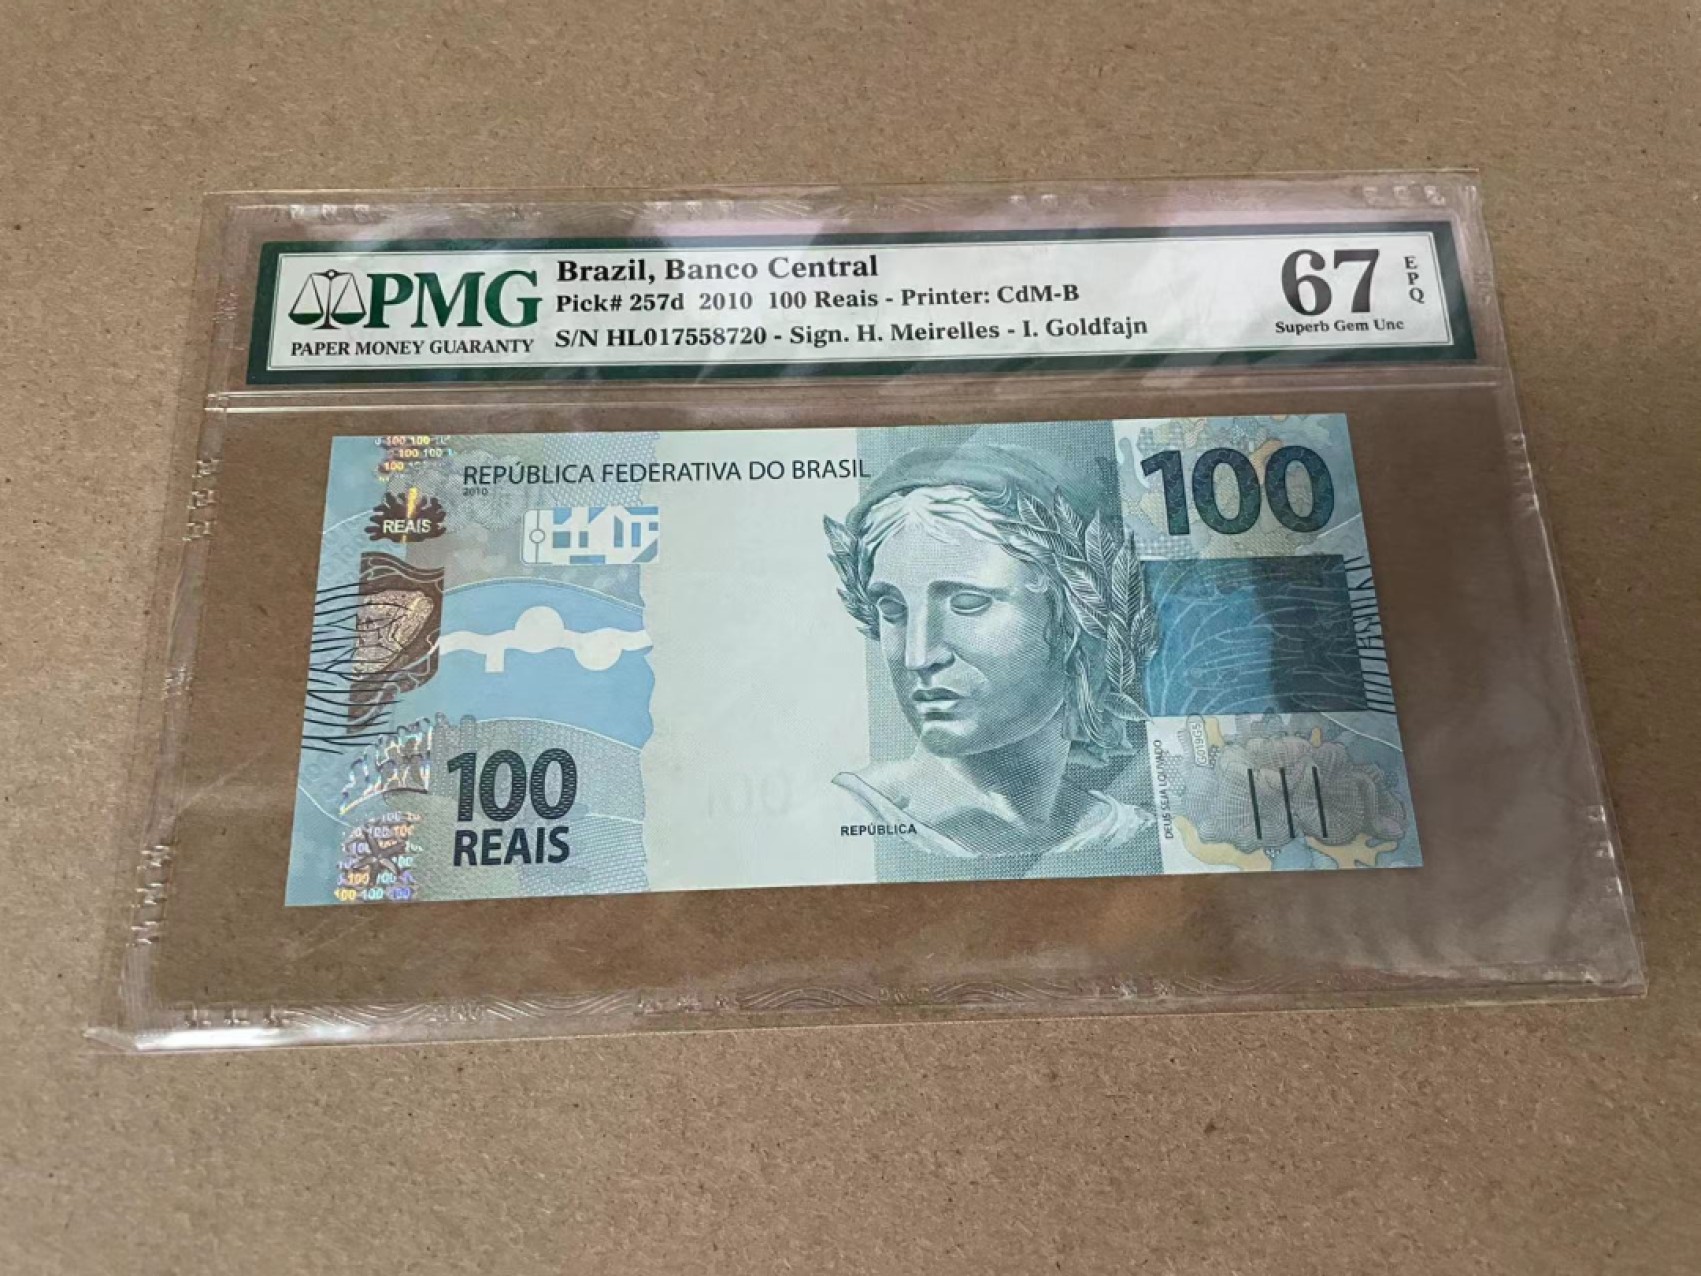 PMG
PAPER MONEY GUARANTY
Brazil, Banco Central
Pick# 257d 2010 100 Reais - Printer: CdM-B
S/N HL017558720 - Sign. H. Meirelles - I. Goldfajn
67
EPQ
Superb Gem Unc
REPÚBLICA FEDERATIVA DO BRASIL
2010
100
REAIS
100
REAIS
REPÚBLICA
DEUS SEJA LOUVADO